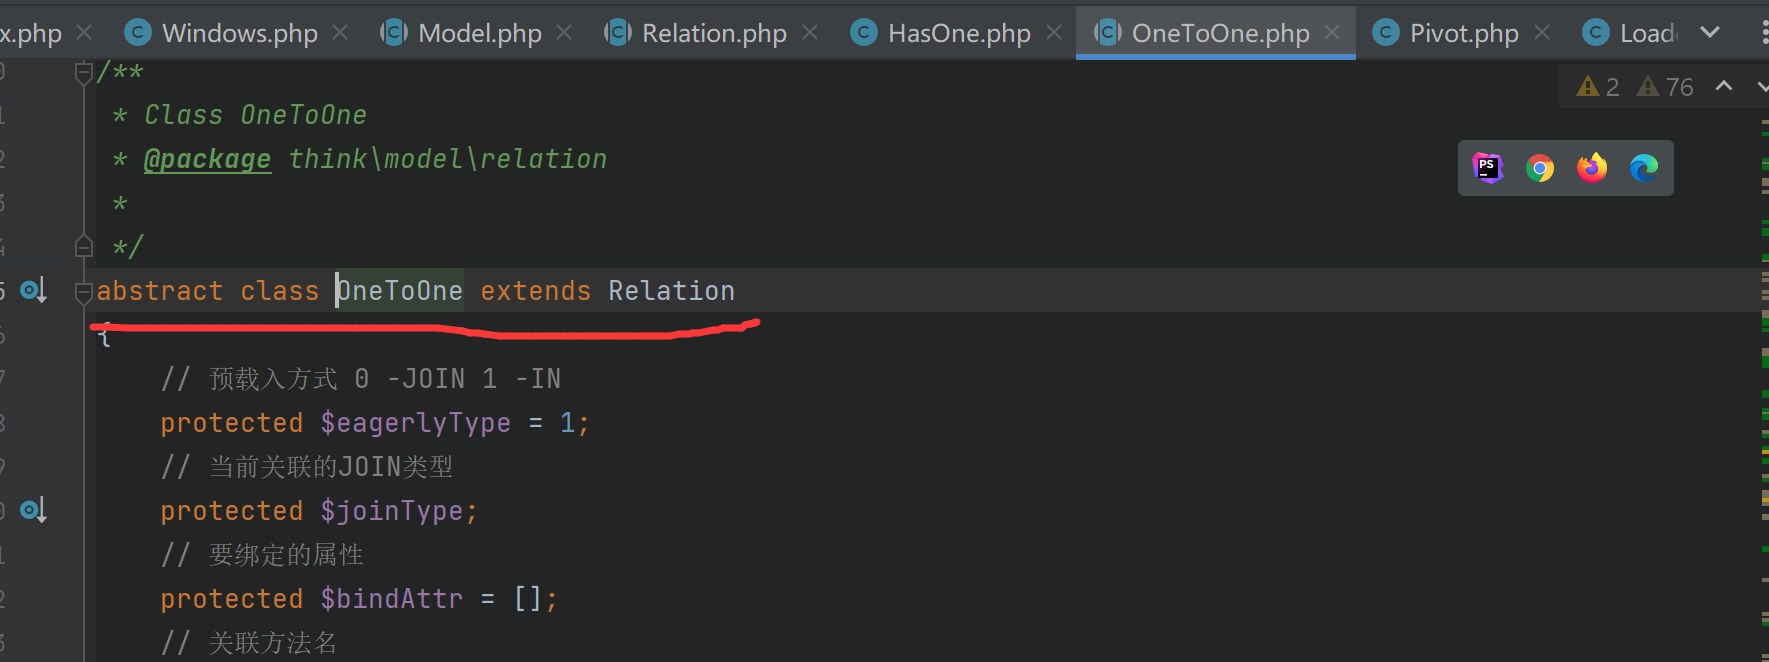 x.php Windows.php Model.php Relation.php HasOne.php OneToOne.php Pivot.php Load
/**
2 76
* Class OneToOne
* @package think\model\relation
PS
*
*/
abstract class OneToOne extends Relation
{
// 预载入方式 0 -JOIN 1 -IN
protected $eagerlyType = 1;
// 当前关联的JOIN类型
protected $joinType;
// 要绑定的属性
protected $bindAttr = [];
// 关联方法名